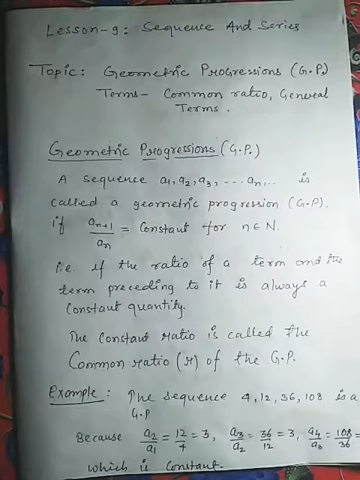 Lesson-9: Sequence And Series
Topic: Geometric Progressions (G.P.)
Terms- Common ratio, General
Terms.
Geometric Progressions (G.P.)
A sequence a₁, a₂, a₃, ---- aₙ,.. is
called a geometric progression (G.P).
if aₙ₊₁/aₙ = Constant for n∈N.
i.e. if the ratio of a term and the
term preceding to it is always a
Constant quantity.
The Constant ratio is called the
Common ratio (r) of the G.P.
Example: The sequence 4, 12, 36, 108 is a
G.P
Because a₂/a₁ = 12/4 = 3, a₃/a₂ = 36/12 = 3, a₄/a₃ = 108/36 =
which is Constant.